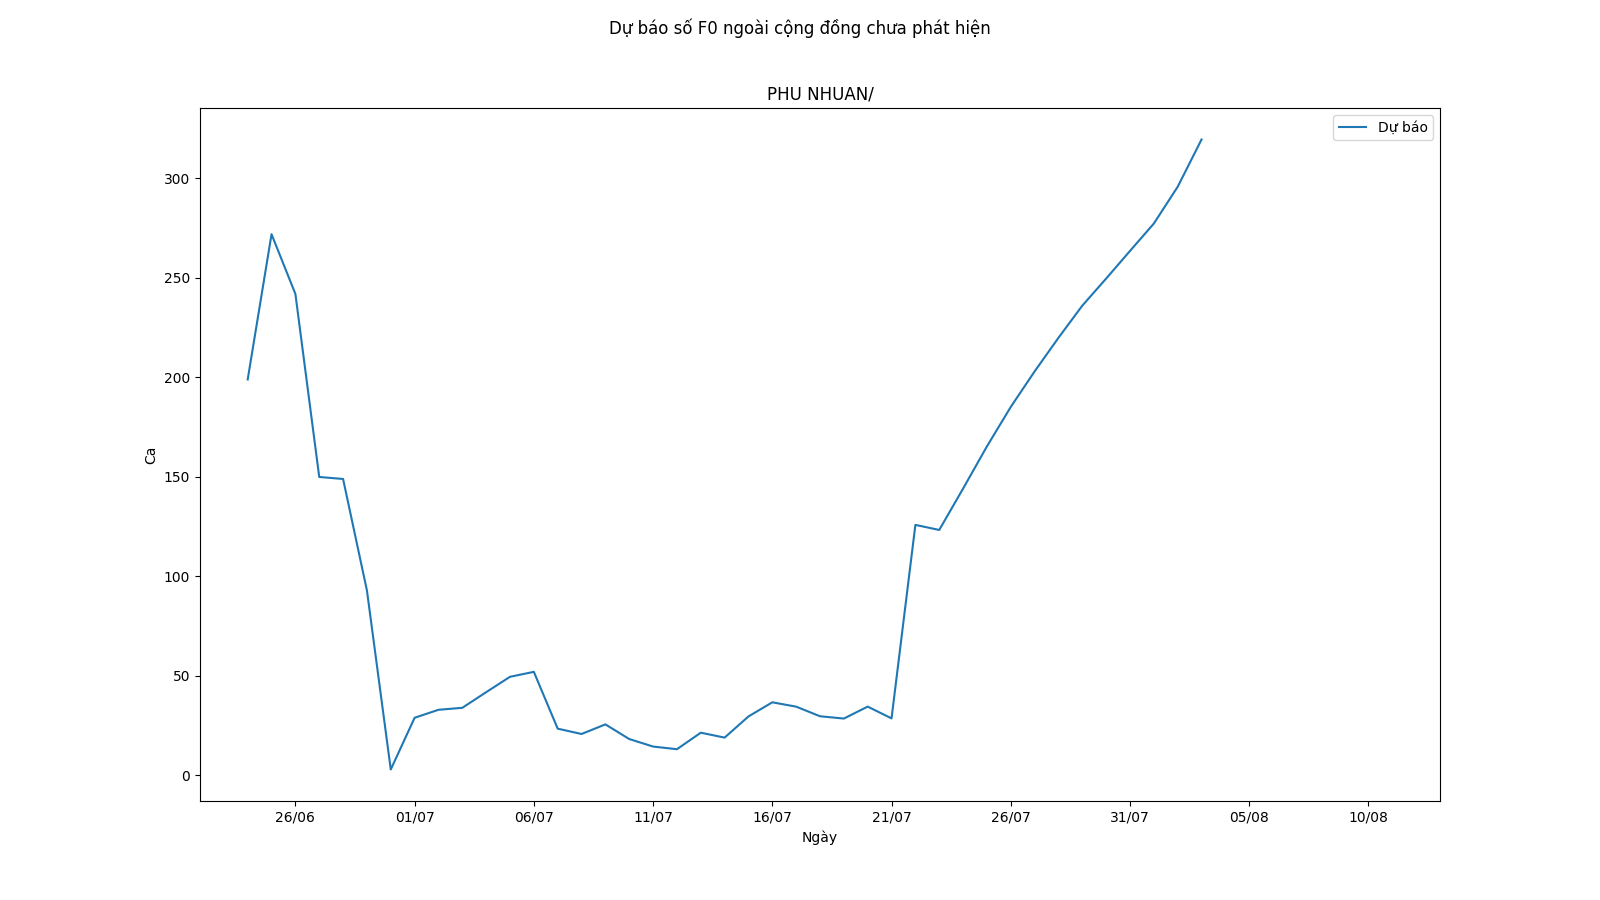 Dự báo số F0 ngoài cộng đồng chưa phát hiện
PHU NHUAN/
Dự báo
300
250
200
150
100
50
0
Ca
26/06 01/07 06/07 11/07 16/07 21/07 26/07 31/07 05/08 10/08
Ngày